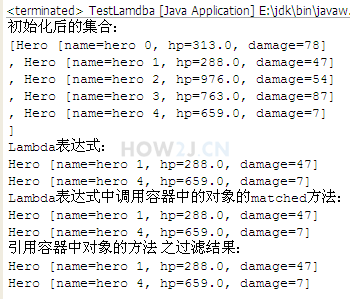 <terminated> TestLamdba [Java Application] E:\jdk\bin\javaw.
初始化后的集合：
[Hero [name=hero 0, hp=313.0, damage=78]
, Hero [name=hero 1, hp=288.0, damage=47]
, Hero [name=hero 2, hp=976.0, damage=54]
, Hero [name=hero 3, hp=763.0, damage=87]
, Hero [name=hero 4, hp=659.0, damage=7]
]
HOW2J.CN
Lambda表达式：
Hero [name=hero 1, hp=288.0, damage=47]
Hero [name=hero 4, hp=659.0, damage=7]
Lambda表达式中调用容器中的对象的matched方法：
Hero [name=hero 1, hp=288.0, damage=47]
Hero [name=hero 4, hp=659.0, damage=7]
引用容器中对象的方法 之过滤结果：
Hero [name=hero 1, hp=288.0, damage=47]
Hero [name=hero 4, hp=659.0, damage=7]